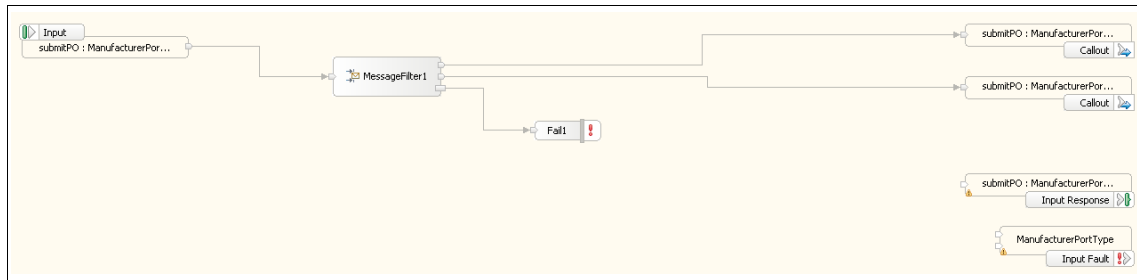 Input
submitPO : ManufacturerPor...
MessageFilter1
Fail1
submitPO : ManufacturerPor...
Callout
submitPO : ManufacturerPor...
Callout
submitPO : ManufacturerPor...
Input Response
ManufacturerPortType
Input Fault